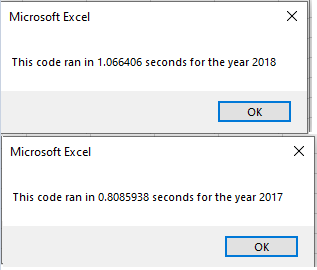 Microsoft Excel
This code ran in 1.066406 seconds for the year 2018
OK
Microsoft Excel
This code ran in 0.8085938 seconds for the year 2017
OK